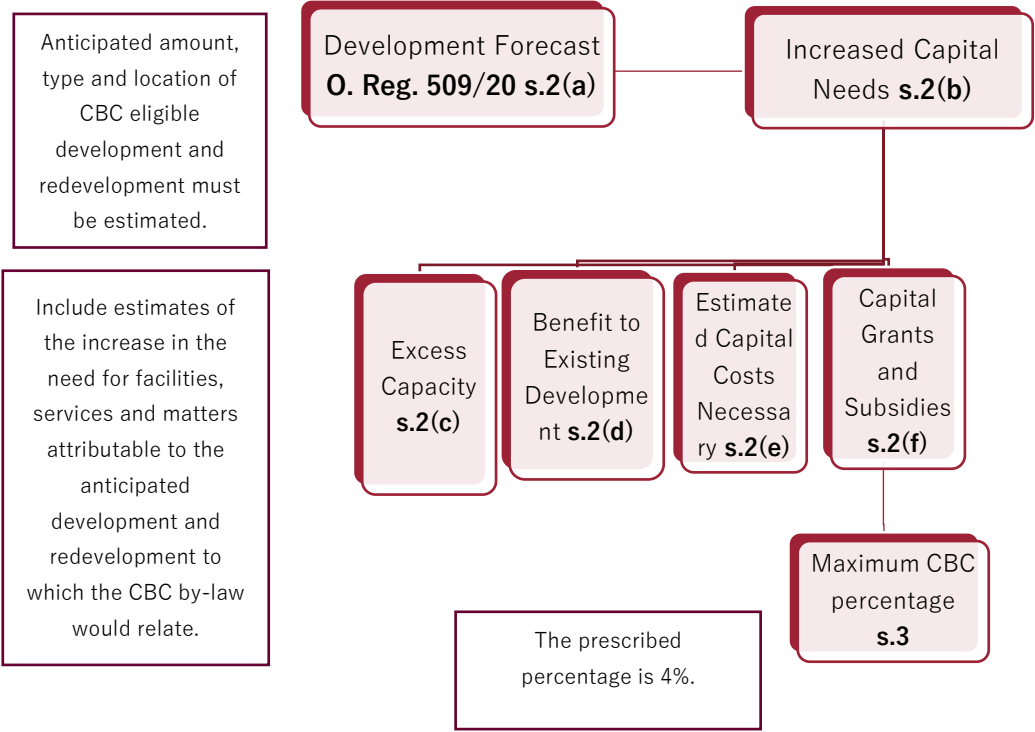 Anticipated amount,
type and location of
CBC eligible
development and
redevelopment must
be estimated.
Development Forecast
O. Reg. 509/20 s.2(a)
Increased Capital
Needs s.2(b)
Include estimates of
the increase in the
need for facilities,
services and matters
attributable to the
anticipated
development and
redevelopment to
which the CBC by-law
would relate.
Excess
Capacity
s.2(c)
Benefit to
Existing
Developme
nt s.2(d)
Estimate
d Capital
Costs
Necessa
ry s.2(e)
Capital
Grants
and
Subsidies
s.2(f)
Maximum CBC
percentage
s.3
The prescribed
percentage is 4%.